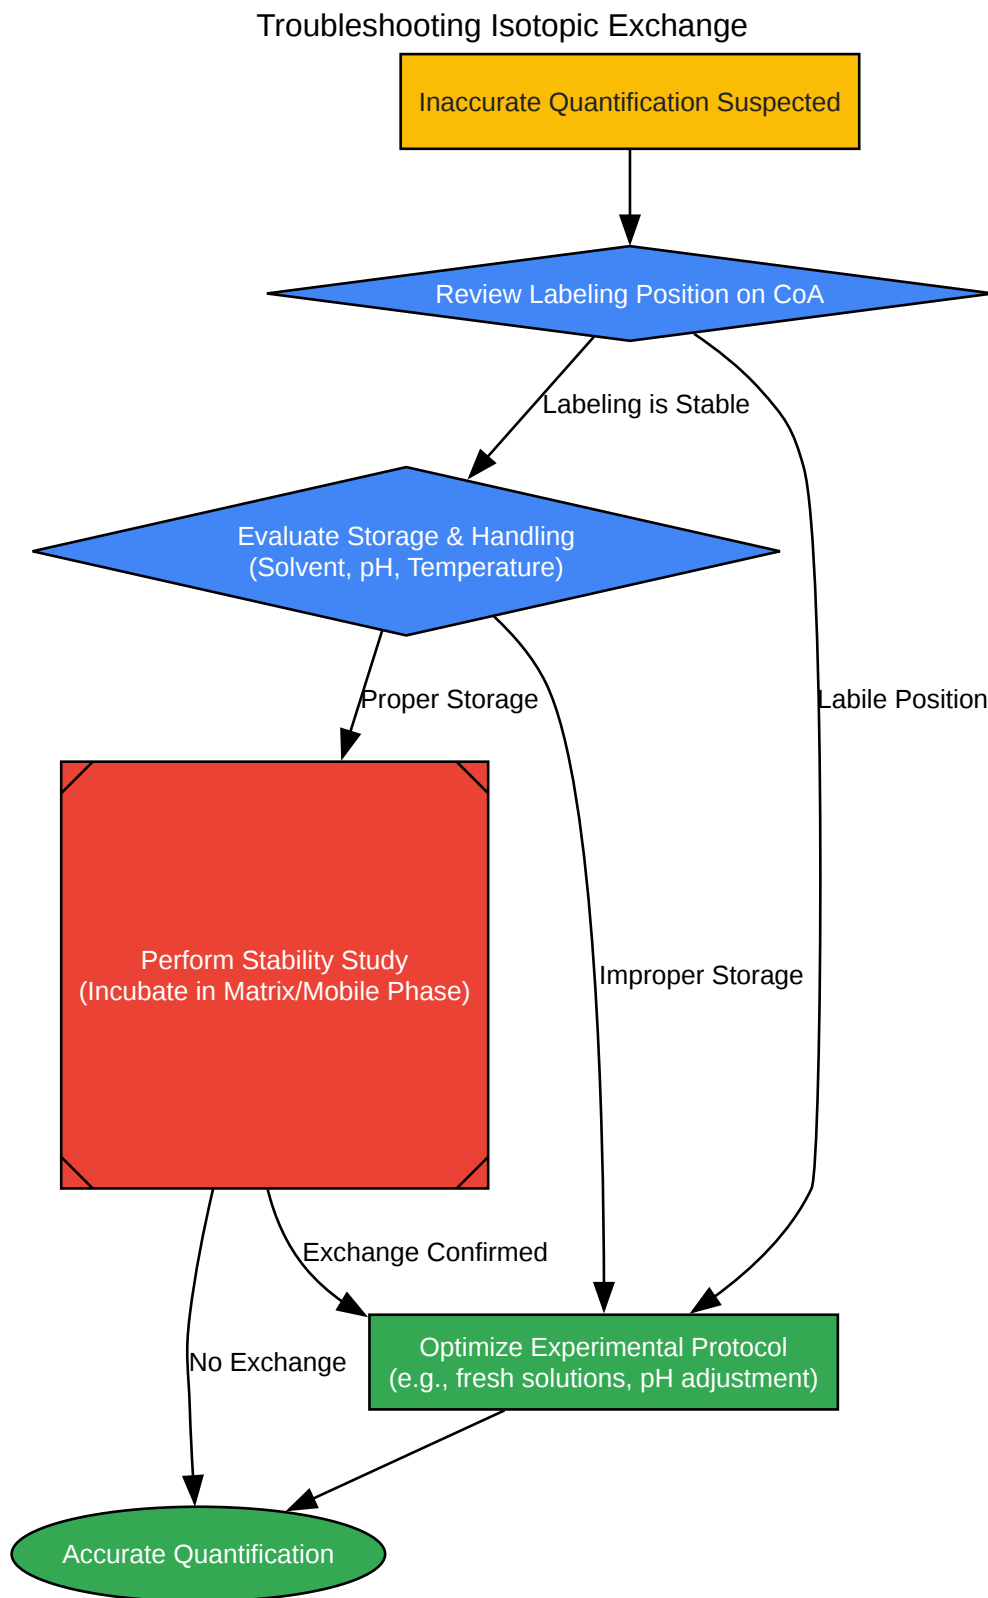 Troubleshooting Isotopic Exchange
Inaccurate Quantification Suspected
Review Labeling Position on CoA
Labeling is Stable
Evaluate Storage & Handling
(Solvent, pH, Temperature)
Proper Storage
Labile Position
Perform Stability Study
(Incubate in Matrix/Mobile Phase)
Improper Storage
Exchange Confirmed
Optimize Experimental Protocol
(e.g., fresh solutions, pH adjustment)
No Exchange
Accurate Quantification